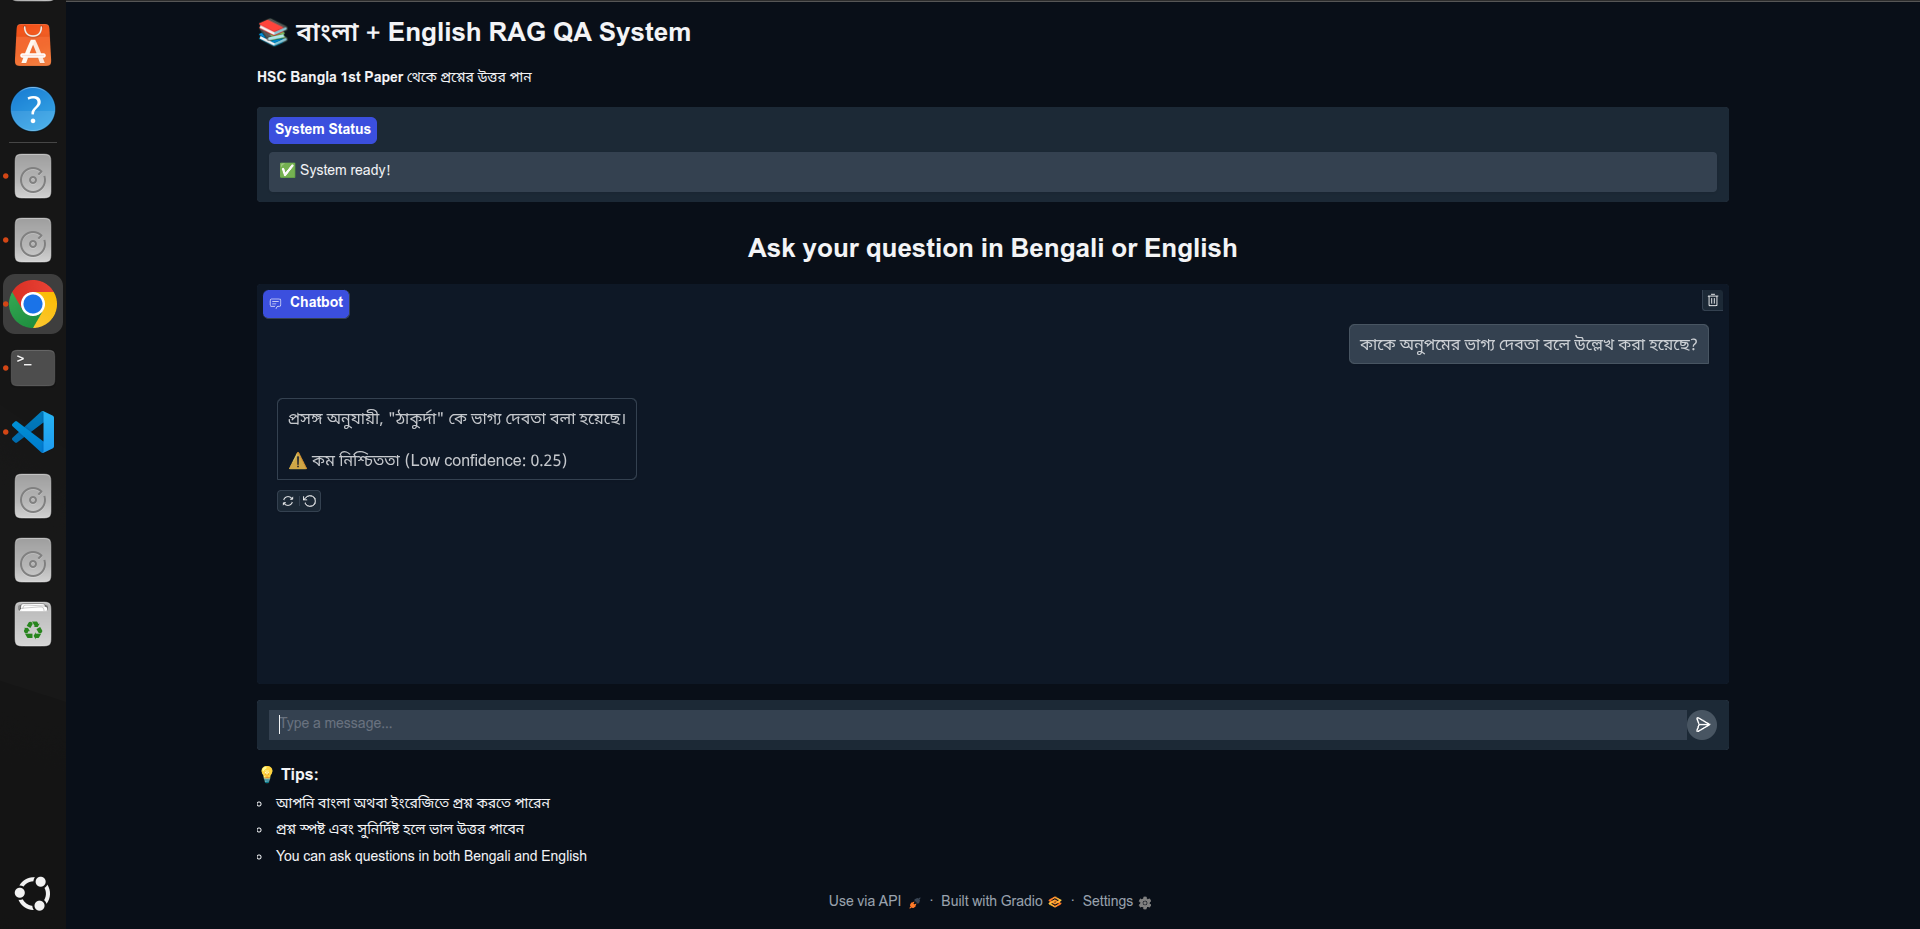 📚 বাংলা + English RAG QA System
HSC Bangla 1st Paper থেকে প্রশ্নের উত্তর পান
System Status
✅ System ready!
Ask your question in Bengali or English
Chatbot
কাকে অনুপমের ভাগ্য দেবতা বলে উল্লেখ করা হয়েছে?
প্রসঙ্গ অনুযায়ী, "ঠাকুর্দা" কে ভাগ্য দেবতা বলা হয়েছে।
⚠️ কম নিশ্চিততা (Low confidence: 0.25)
Type a message...
💡 Tips:
আপনি বাংলা অথবা ইংরেজিতে প্রশ্ন করতে পারেন
প্রশ্ন স্পষ্ট এবং সুনির্দিষ্ট হলে ভাল উত্তর পাবেন
You can ask questions in both Bengali and English
Use via API · Built with Gradio · Settings